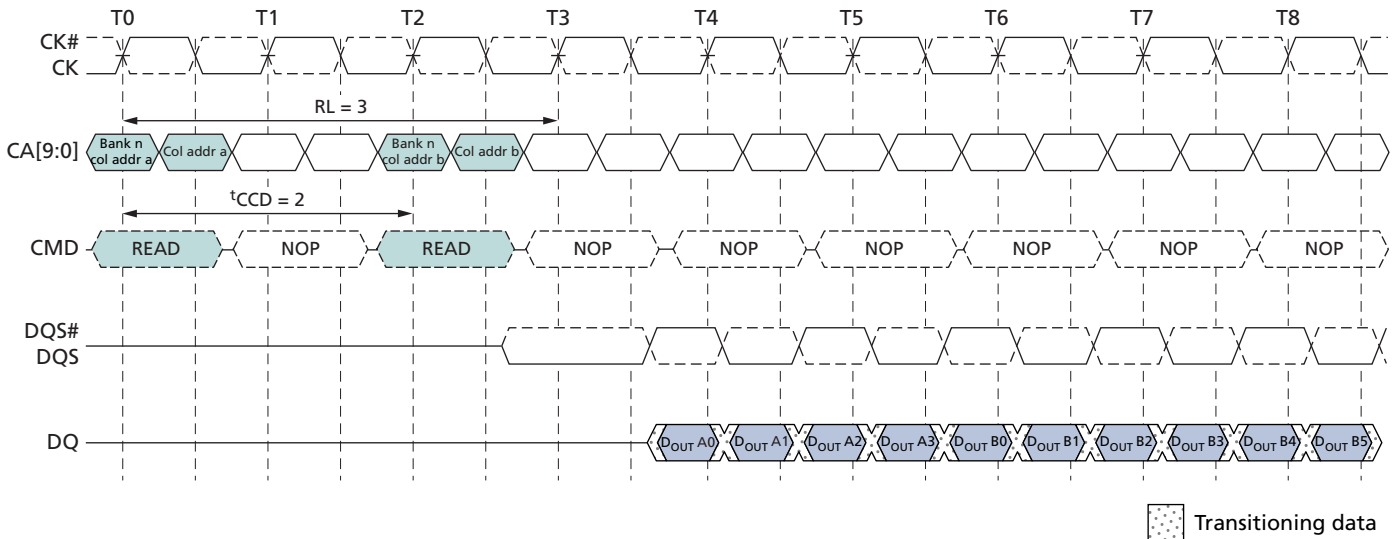 T0 T1 T2 T3 T4 T5 T6 T7 T8
CK#
CK
RL = 3
CA[9:0]
Bank n
col addr a
Col addr a
Bank n
col addr b
Col addr b
tCCD = 2
CMD
READ NOP READ NOP NOP NOP NOP NOP NOP
DQS#
DQS
DQ
DOUT A0 DOUT A1 DOUT A2 DOUT A3 DOUT B0 DOUT B1 DOUT B2 DOUT B3 DOUT B4 DOUT B5
Transitioning data